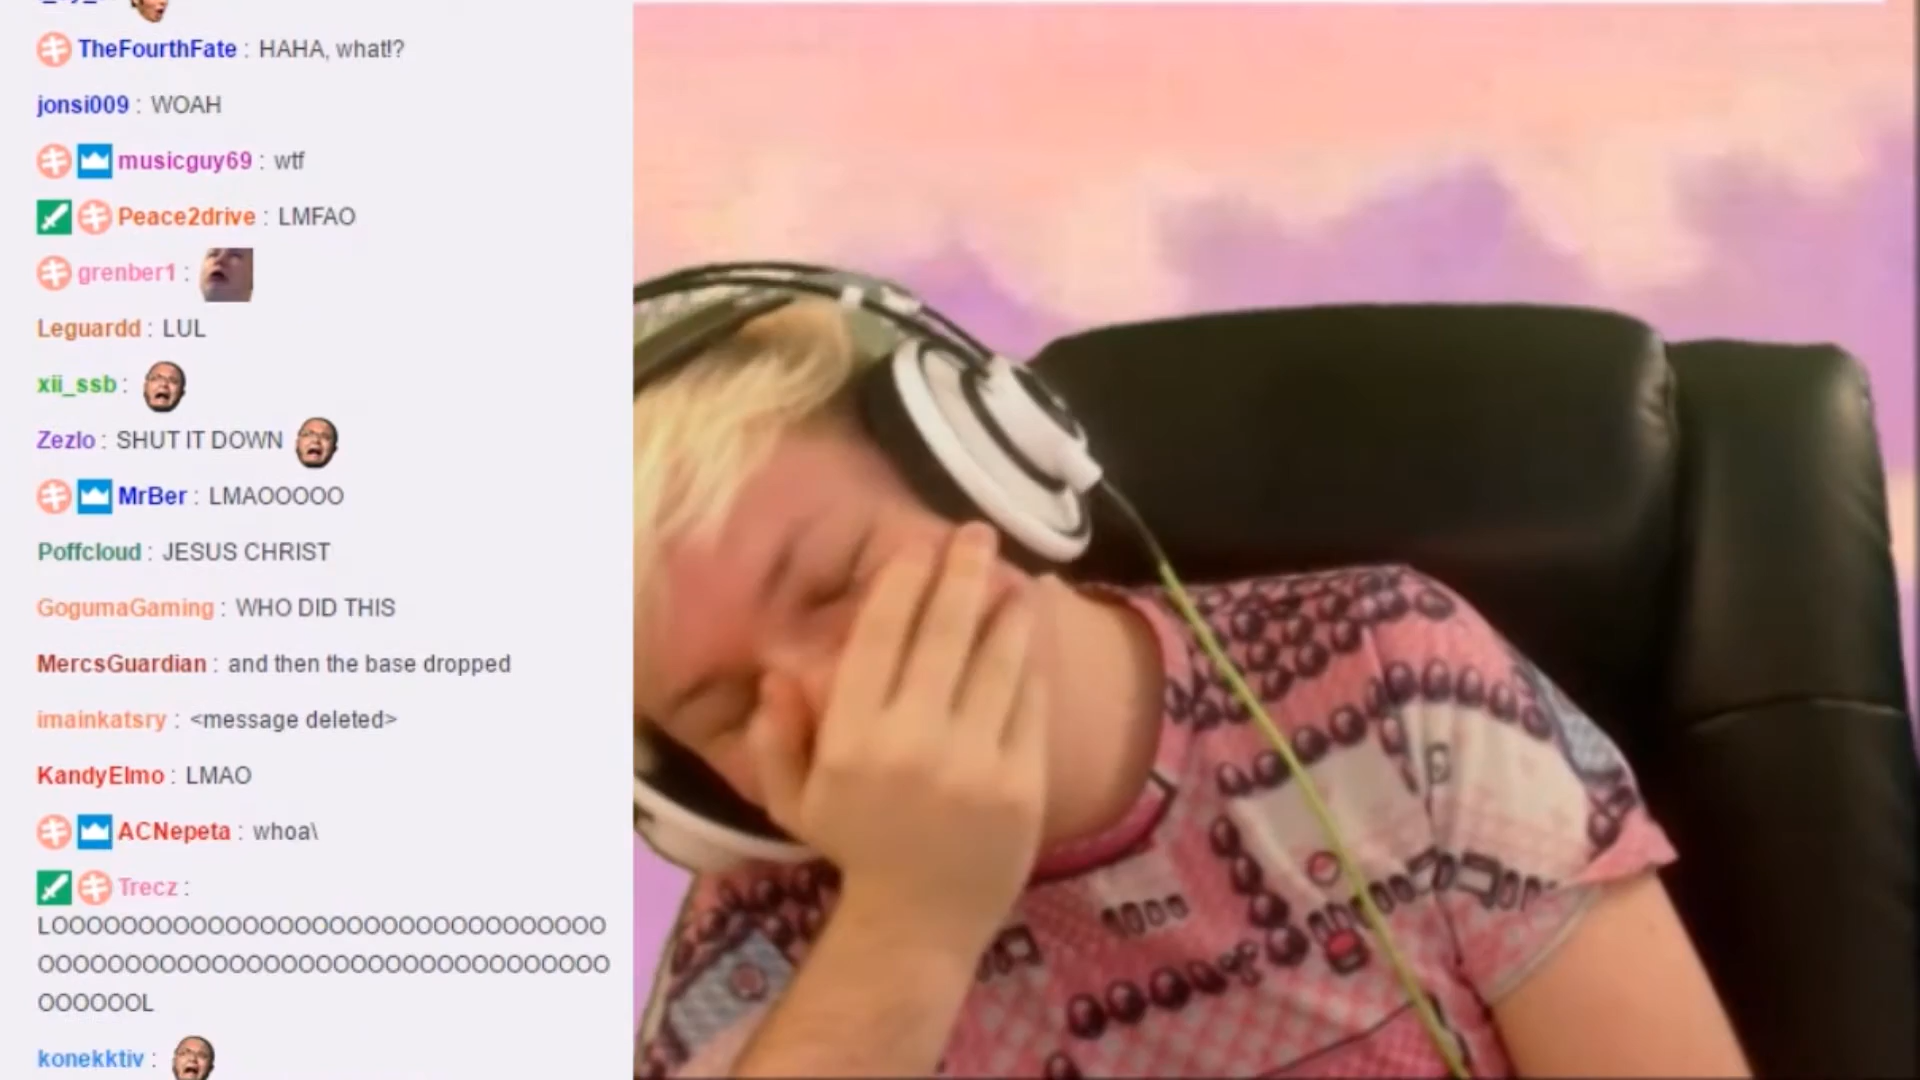 TheFourthFate : HAHA, what!?
jonsi009 : WOAH
musicguy69 : wtf
Peace2drive : LMFAO
grenber1 :
Leguardd : LUL
xii_ssb :
Zezlo : SHUT IT DOWN
MrBer : LMAOOOOO
Poffcloud : JESUS CHRIST
GogumaGaming : WHO DID THIS
MercsGuardian : and then the base dropped
imainkatsry : <message deleted>
KandyElmo : LMAO
ACNepeta : whoa\
Trecz :
LOOOOOOOOOOOOOOOOOOOOOOOOOOOOOOOO
OOOOOOOOOOOOOOOOOOOOOOOOOOOOOOOOO
OOOOOOL
konekktiv :